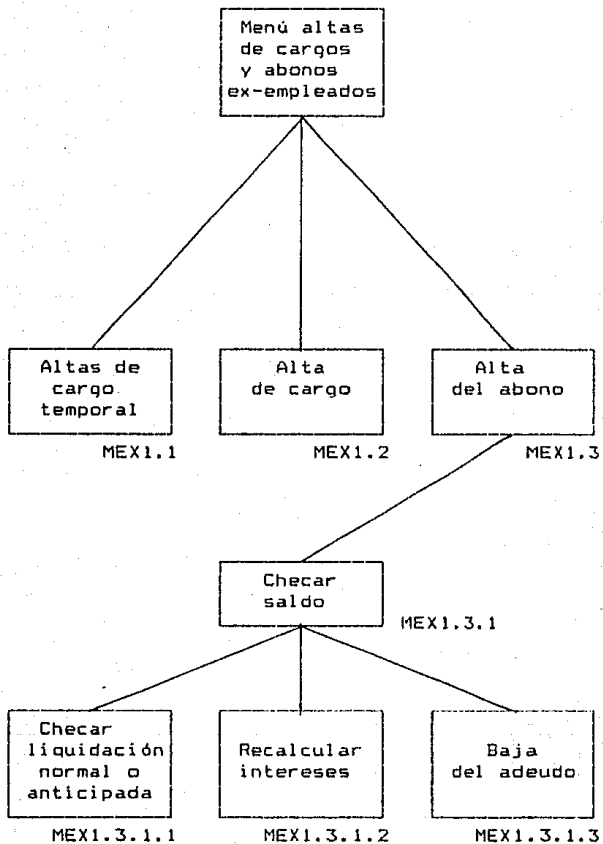 Menú altas
de cargos
y abonos
ex-empleados
Altas de
cargo
temporal
MEX1.1
Alta
de cargo
MEX1.2
Alta
del abono
MEX1.3
Checar
saldo
MEX1.3.1
Checar
liquidación
normal o
anticipada
MEX1.3.1.1
Recalcular
intereses
MEX1.3.1.2
Baja
del adeudo
MEX1.3.1.3